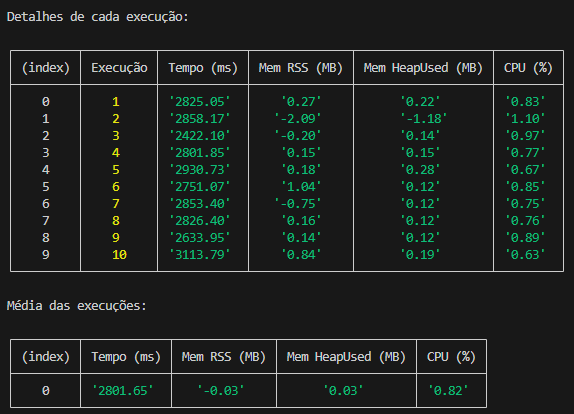 Detalhes de cada execução:
(index) Execução Tempo (ms) Mem RSS (MB) Mem HeapUsed (MB) CPU (%)
0 1 '2825.05' '0.27' '0.22' '0.83'
1 2 '2858.17' '-2.09' '-1.18' '1.10'
2 3 '2422.10' '-0.20' '0.14' '0.97'
3 4 '2801.85' '0.15' '0.15' '0.77'
4 5 '2930.73' '0.18' '0.28' '0.67'
5 6 '2751.07' '1.04' '0.12' '0.85'
6 7 '2853.40' '-0.75' '0.12' '0.75'
7 8 '2826.40' '0.16' '0.12' '0.76'
8 9 '2633.95' '0.14' '0.12' '0.89'
9 10 '3113.79' '0.84' '0.19' '0.63'
Média das execuções:
(index) Tempo (ms) Mem RSS (MB) Mem HeapUsed (MB) CPU (%)
0 '2801.65' '-0.03' '0.03' '0.82'